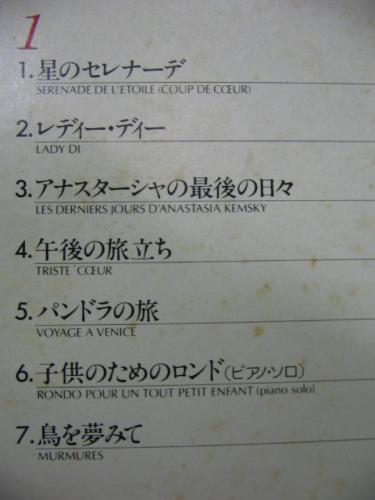 1
1.星のセレナーデ
SERENADE DE L'ETOILE (COUP DE CŒUR)
2.レディー・ディー
LADY DI
3.アナスターシャの最後の日々
LES DERNIERS JOURS D'ANASTASIA KEMSKY
4.午後の旅立ち
TRISTE CŒUR
5.パンドラの旅
VOYAGE A VENICE
6.子供のためのロンド(ピアノ・ソロ)
RONDO POUR UN TOUT PETIT ENFANT (piano solo)
7.鳥を夢みて
MURMURES